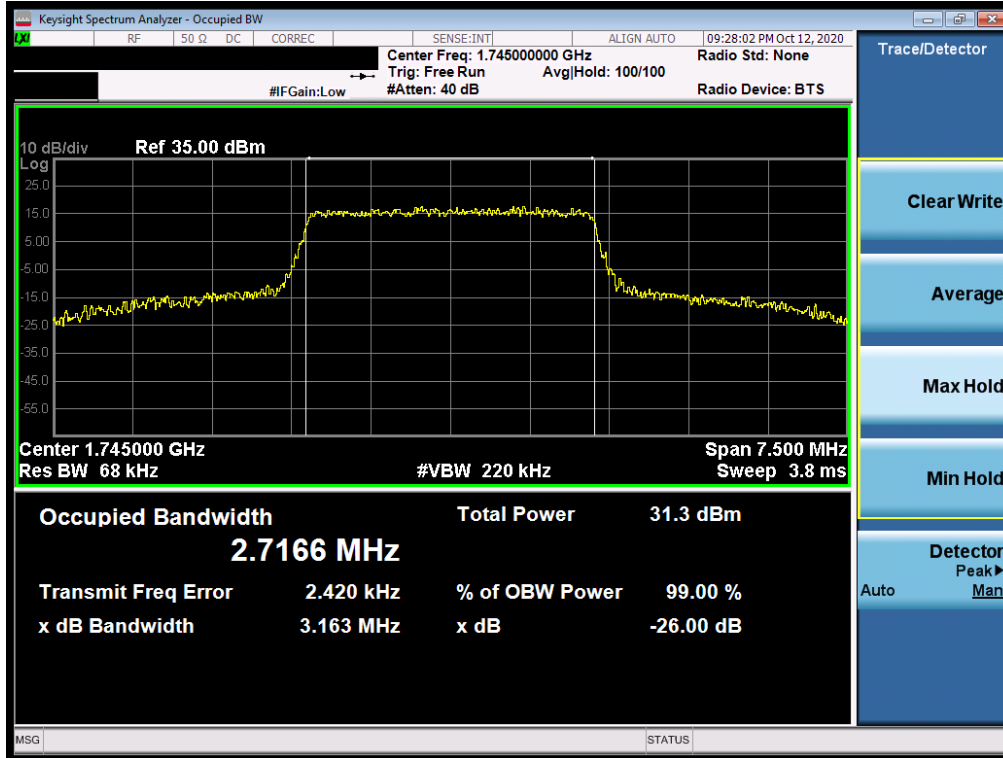 Keysight Spectrum Analyzer - Occupied BW
LXI RF 50 Ω DC CORREC SENSE:INT ALIGN AUTO 09:28:02 PM Oct 12, 2020
Center Freq: 1.745000000 GHz Radio Std: None
Trig: Free Run Avg|Hold: 100/100
#IFGain:Low #Atten: 40 dB Radio Device: BTS
10 dB/div Ref 35.00 dBm
Log
25.0
15.0
5.00
-5.00
-15.0
-25.0
-35.0
-45.0
-55.0
Center 1.745000 GHz Span 7.500 MHz
Res BW 68 kHz #VBW 220 kHz Sweep 3.8 ms
Occupied Bandwidth Total Power 31.3 dBm
2.7166 MHz
Transmit Freq Error 2.420 kHz % of OBW Power 99.00 %
x dB Bandwidth 3.163 MHz x dB -26.00 dB
MSG STATUS
Trace/Detector
Clear Write
Average
Max Hold
Min Hold
Detector
Peak▶
Auto Man